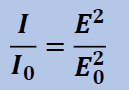 I/I₀ = E²/E₀²